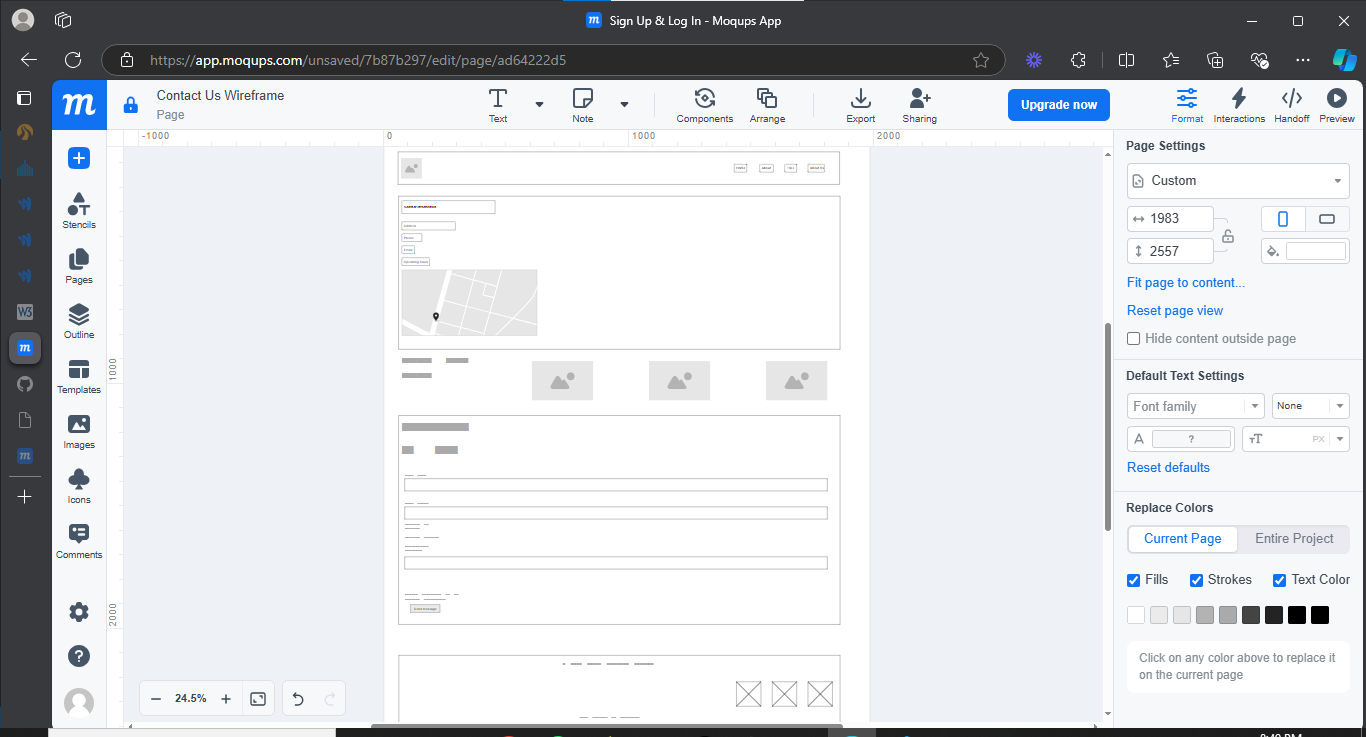 Sign Up & Log In - Moqups App
https://app.moqups.com/unsaved/7b87b297/edit/page/ad64222d5
m
Contact Us Wireframe
Page
Text
Note
Components
Arrange
Export
Sharing
Upgrade now
Format
Interactions
Handoff
Preview
-1000
0
1000
2000
Stencils
Pages
Outline
Templates
Images
Icons
Comments
W3
m
m
1000
2000
Page Settings
Custom
1983
2557
Fit page to content...
Reset page view
Hide content outside page
Default Text Settings
Font family
None
A
?
TT
PX
Reset defaults
Replace Colors
Current Page
Entire Project
Fills
Strokes
Text Color
Click on any color above to replace it
on the current page
24.5%